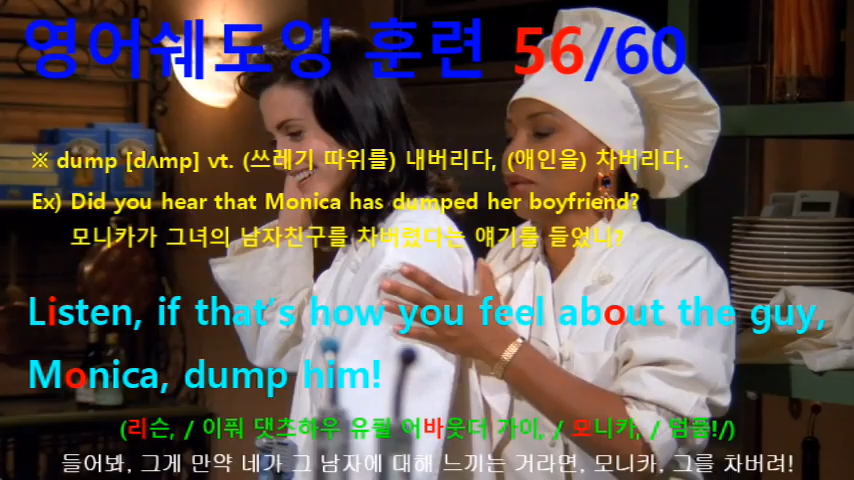 영어쉐도잉 훈련 56/60
※ dump [dʌmp] vt. (쓰레기 따위를) 내버리다, (애인을) 차버리다.
Ex) Did you hear that Monica has dumped her boyfriend?
모니카가 그녀의 남자친구를 차버렸다는 얘기를 들었니?
Listen, if that's how you feel about the guy,
Monica, dump him!
(리슨, / 이풔 댓츠하우 유퓔 어바웃더 가이, / 모니카, / 덤픔!/)
들어봐, 그게 만약 네가 그 남자에 대해 느끼는 거라면, 모니카, 그를 차버려!